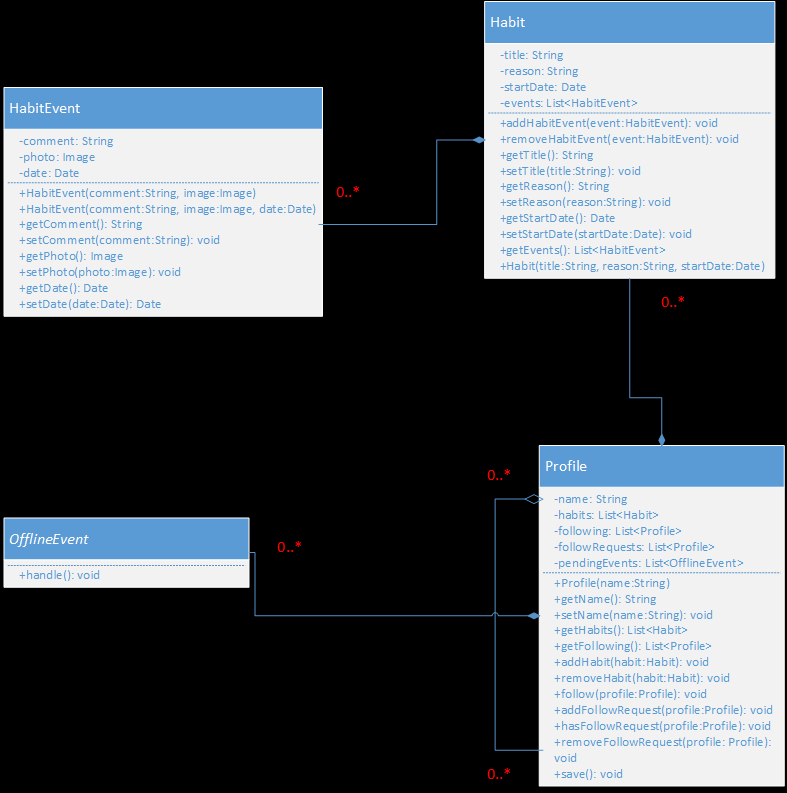 Habit
-title: String
-reason: String
-startDate: Date
-events: List<HabitEvent>
+addHabitEvent(event:HabitEvent): void
+removeHabitEvent(event:HabitEvent): void
+getTitle(): String
+setTitle(title:String): void
+getReason(): String
+setReason(reason:String): void
+getStartDate(): Date
+setStartDate(startDate:Date): void
+getEvents(): List<HabitEvent>
+Habit(title:String, reason:String, startDate:Date)
HabitEvent
-comment: String
-photo: Image
-date: Date
+HabitEvent(comment:String, image:Image)
+HabitEvent(comment:String, image:Image, date:Date)
+getComment(): String
+setComment(comment:String): void
+getPhoto(): Image
+setPhoto(photo:Image): void
+getDate(): Date
+setDate(date:Date): Date
0..*
0..*
Profile
-name: String
-habits: List<Habit>
-following: List<Profile>
-followRequests: List<Profile>
-pendingEvents: List<OfflineEvent>
+Profile(name:String)
+getName(): String
+setName(name:String): void
+getHabits(): List<Habit>
+getFollowing(): List<Profile>
+addHabit(habit:Habit): void
+removeHabit(habit:Habit): void
+follow(profile:Profile): void
+addFollowRequest(profile:Profile): void
+hasFollowRequest(profile:Profile): void
+removeFollowRequest(profile: Profile):
void
+save(): void
0..*
OfflineEvent
+handle(): void
0..*
0..*